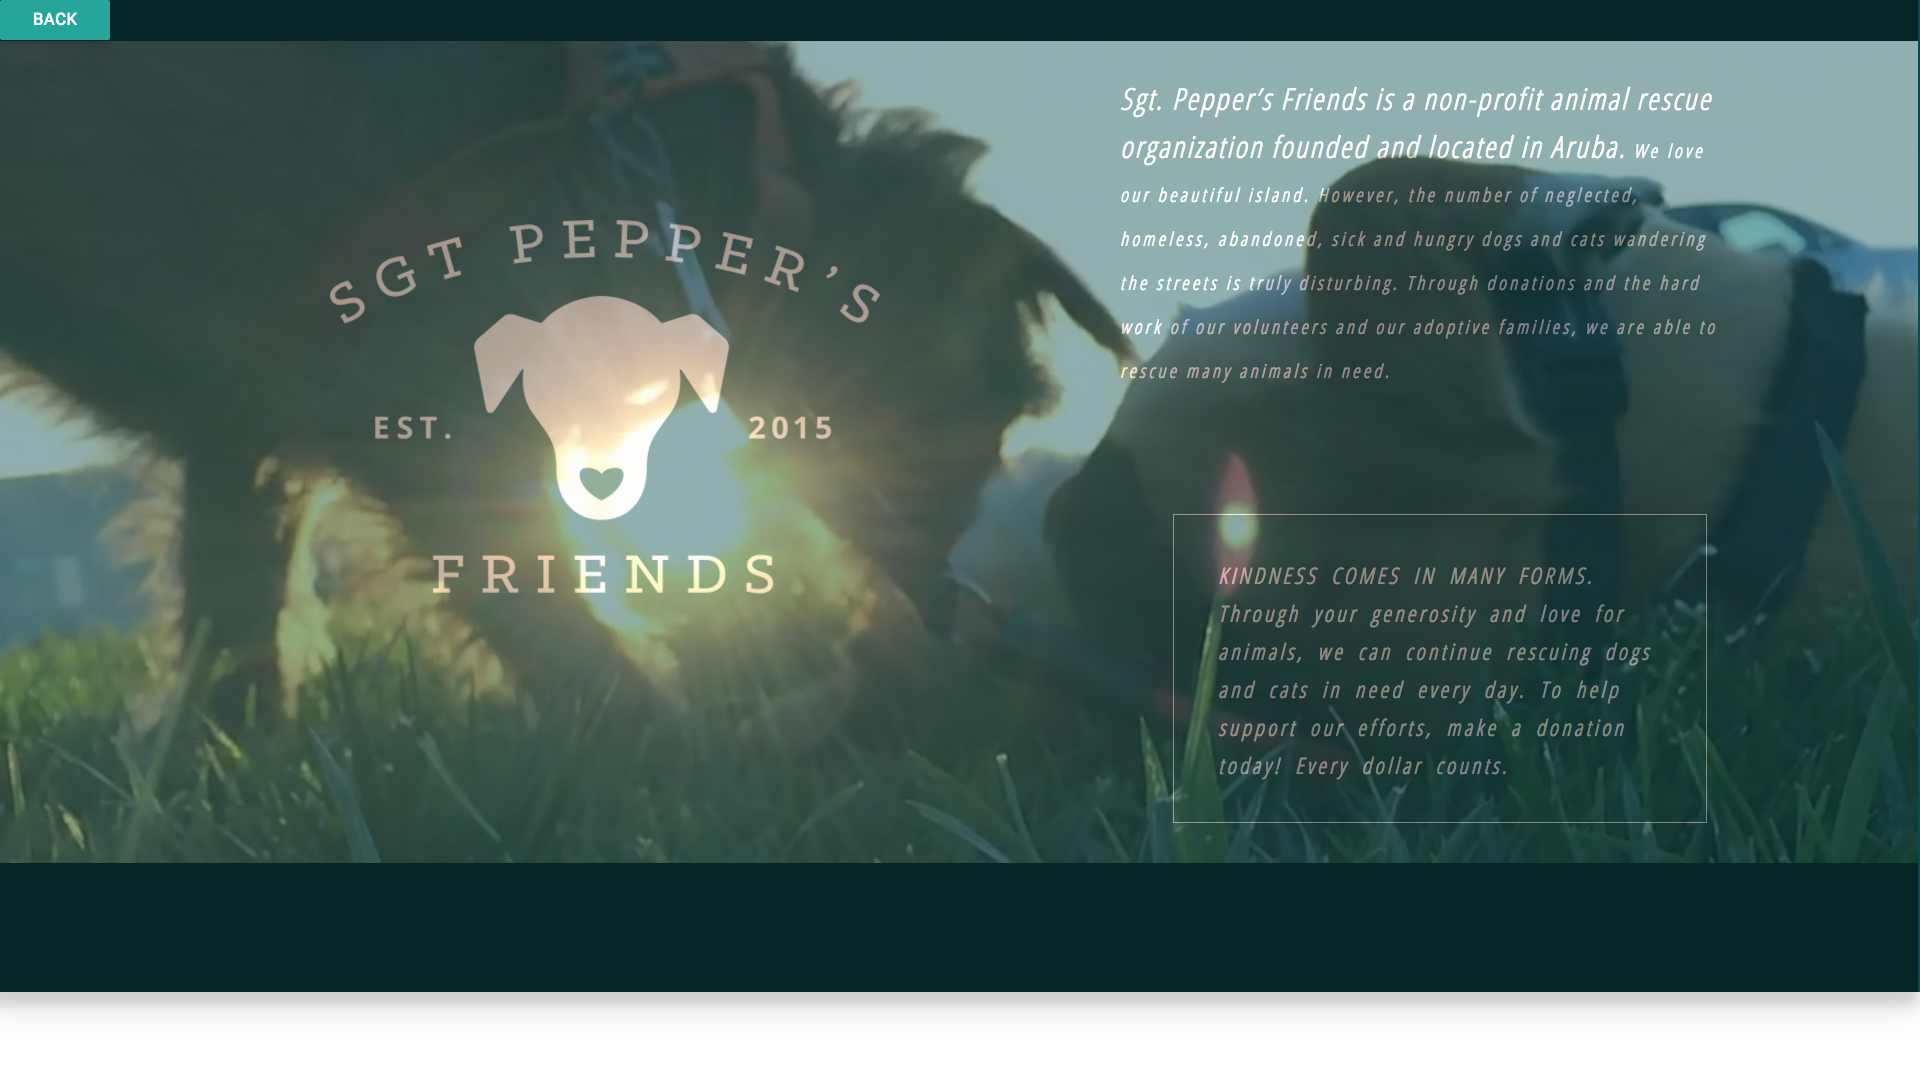 BACK
SGT PEPPER'S
EST. 2015
FRIENDS
Sgt. Pepper's Friends is a non-profit animal rescue
organization founded and located in Aruba. We love
our beautiful island. However, the number of neglected,
homeless, abandoned, sick and hungry dogs and cats wandering
the streets is truly disturbing. Through donations and the hard
work of our volunteers and our adoptive families, we are able to
rescue many animals in need.
KINDNESS COMES IN MANY FORMS.
Through your generosity and love for
animals, we can continue rescuing dogs
and cats in need every day. To help
support our efforts, make a donation
today! Every dollar counts.